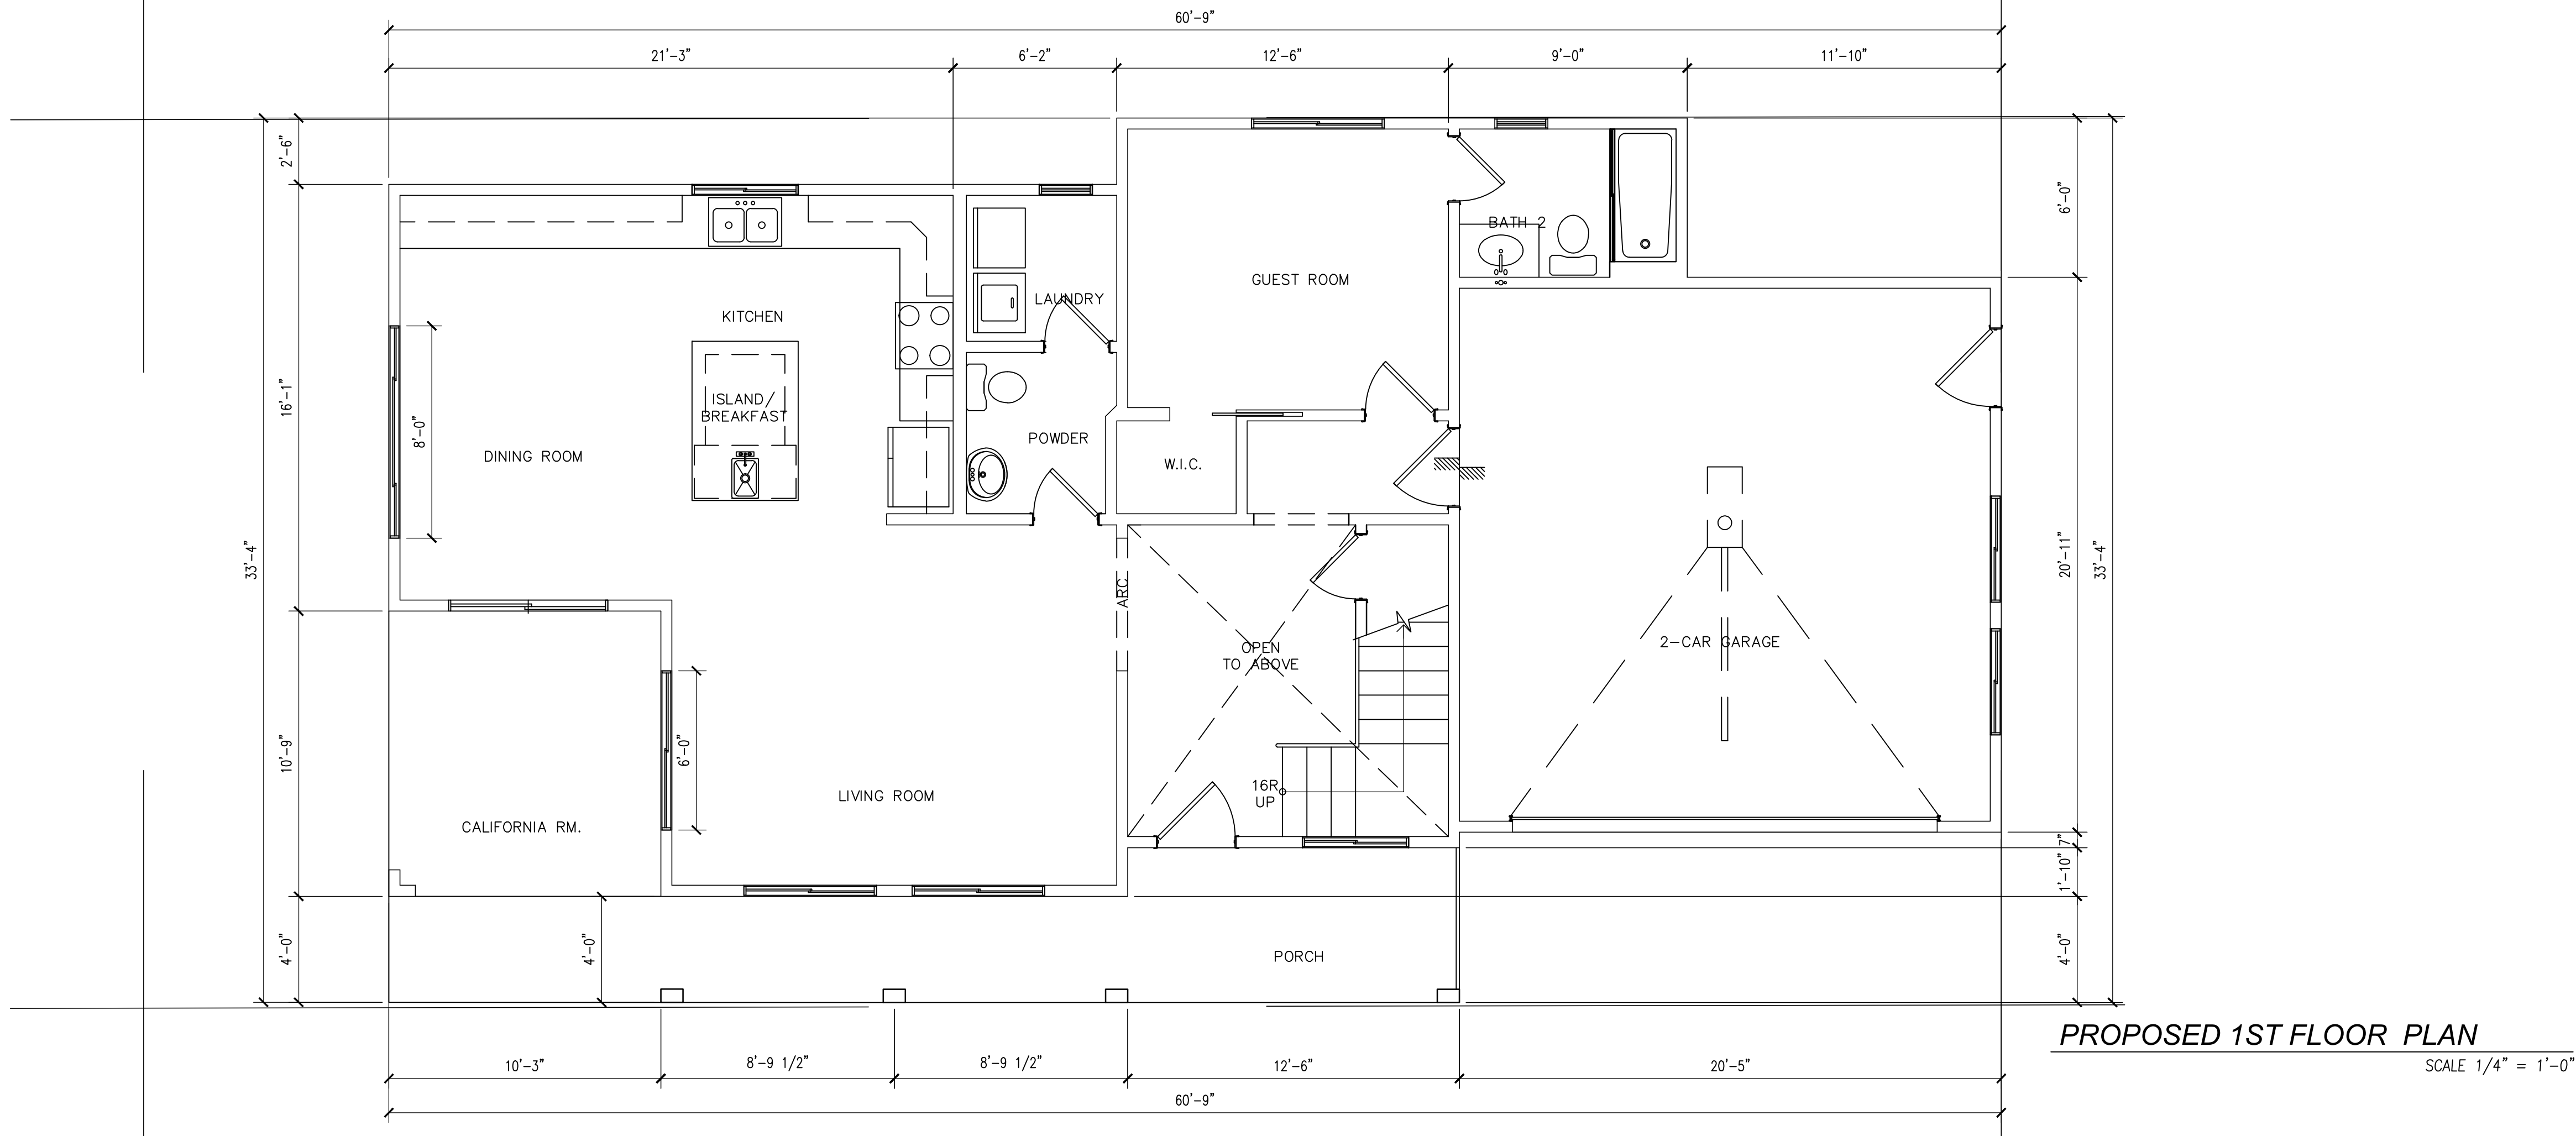 60'-9"
21'-3"
6'-2"
12'-6"
9'-0"
11'-10"
2'-6"
16'-1"
10'-9"
4'-0"
33'-4"
8'-0"
6'-0"
4'-0"
KITCHEN
ISLAND/
BREAKFAST
DINING ROOM
LAUNDRY
POWDER
GUEST ROOM
BATH 2
W.I.C.
ARC
OPEN
TO ABOVE
16R
UP
2-CAR GARAGE
LIVING ROOM
CALIFORNIA RM.
PORCH
6'-0"
20'-11"
7"
1'-10"
4'-0"
33'-4"
10'-3"
8'-9 1/2"
8'-9 1/2"
12'-6"
20'-5"
60'-9"
PROPOSED 1ST FLOOR PLAN
SCALE 1/4" = 1'-0"